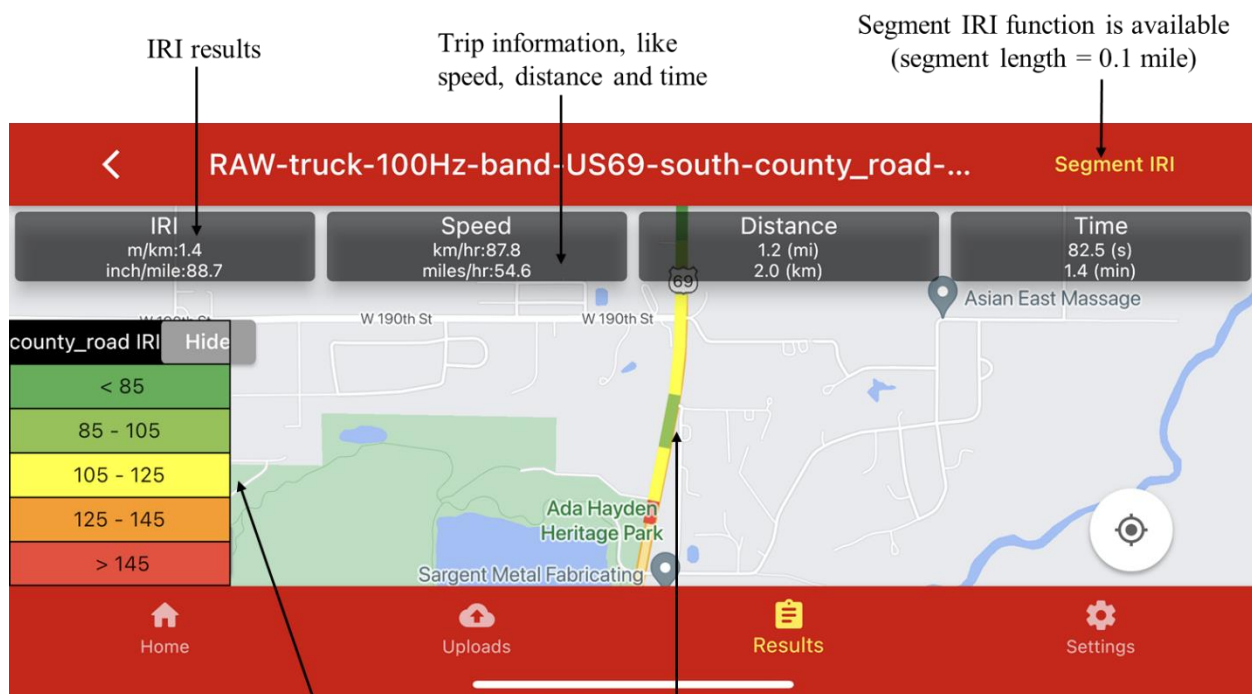 IRI results
Trip information, like
speed, distance and time
Segment IRI function is available
(segment length = 0.1 mile)
RAW-truck-100Hz-band-US69-south-county_road-...
Segment IRI
IRI
m/km:1.4
inch/mile:88.7
Speed
km/hr:87.8
miles/hr:54.6
Distance
1.2 (mi)
2.0 (km)
Time
82.5 (s)
1.4 (min)
69
Asian East Massage
W 190th St
W 190th St
W 190th St
county_road IRI
Hide
< 85
85 - 105
105 - 125
125 - 145
> 145
Ada Hayden
Heritage Park
Sargent Metal Fabricating
Home
Uploads
Results
Settings